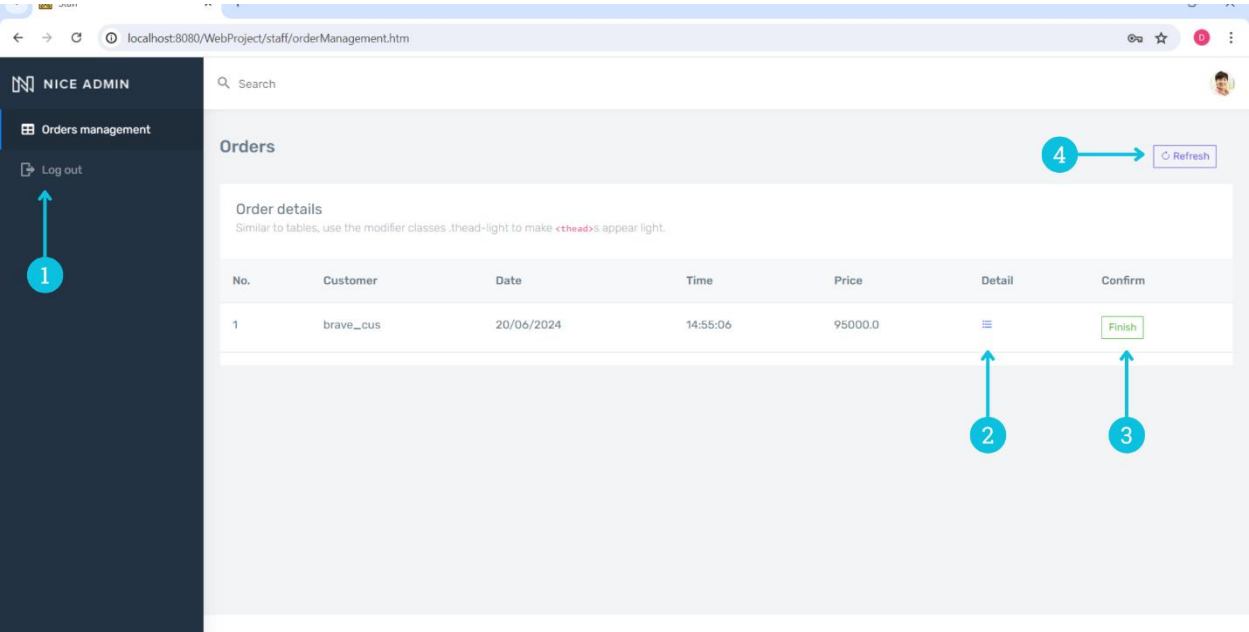 Staff
localhost:8080/WebProject/staff/orderManagement.htm
D
NICE ADMIN
Search
Orders management
Log out
Orders
4
Refresh
Order details
Similar to tables, use the modifier classes .thead-light to make <thead>s appear light.
1
No. Customer Date Time Price Detail Confirm
1 brave_cus 20/06/2024 14:55:06 95000.0 Finish
2 3